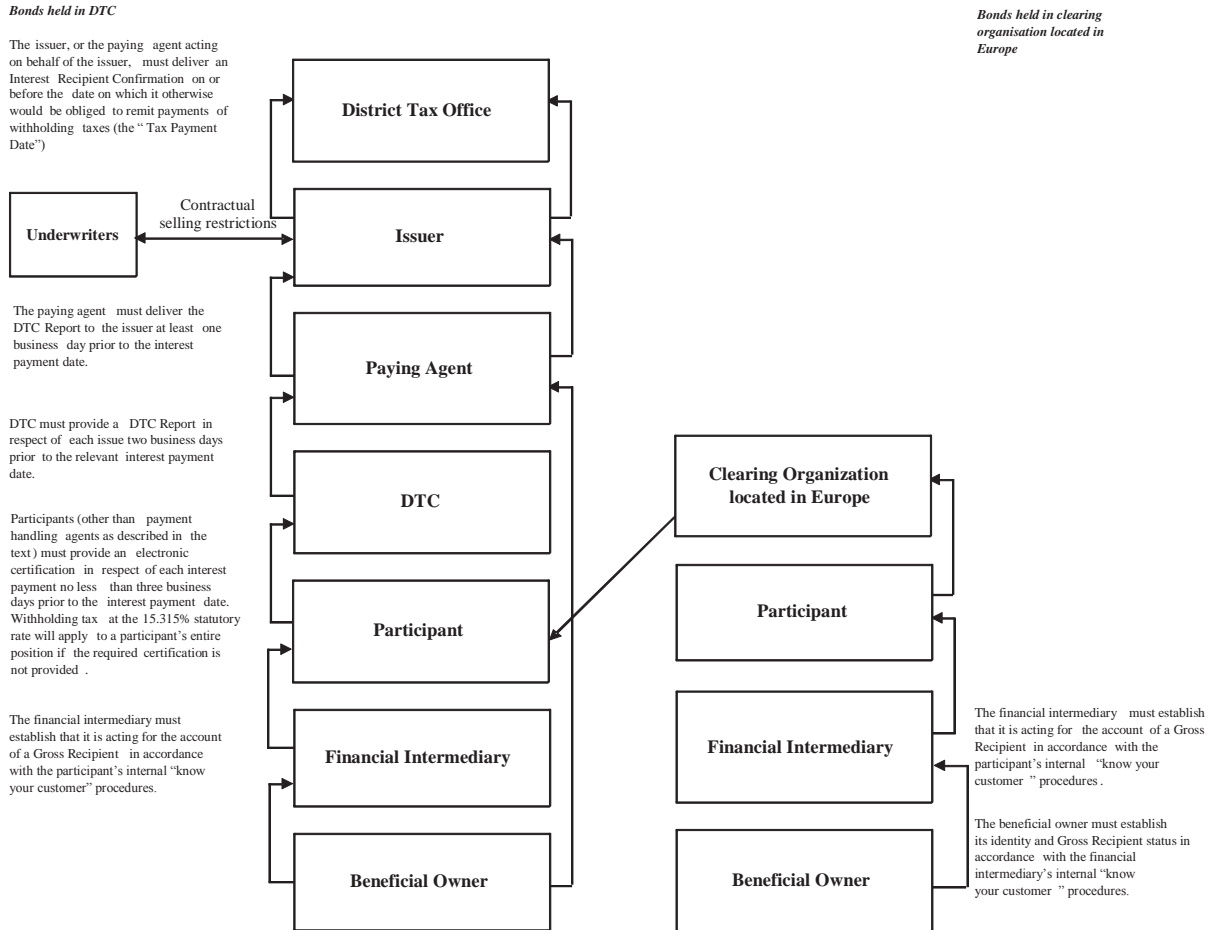 Bonds held in DTC
The issuer, or the paying agent acting
on behalf of the issuer, must deliver an
Interest Recipient Confirmation on or
before the date on which it otherwise
would be obliged to remit payments of
withholding taxes (the “ Tax Payment
Date”)
Underwriters
Contractual
selling restrictions
The paying agent must deliver the
DTC Report to the issuer at least one
business day prior to the interest
payment date.
DTC must provide a DTC Report in
respect of each issue two business days
prior to the relevant interest payment
date.
Participants (other than payment
handling agents as described in the
text) must provide an electronic
certification in respect of each interest
payment no less than three business
days prior to the interest payment date.
Withholding tax at the 15.315% statutory
rate will apply to a participant’s entire
position if the required certification is
not provided .
The financial intermediary must
establish that it is acting for the account
of a Gross Recipient in accordance
with the participant’s internal “know
your customer” procedures.
District Tax Office
Issuer
Paying Agent
DTC
Participant
Financial Intermediary
Beneficial Owner
Bonds held in clearing
organisation located in
Europe
Clearing Organization
located in Europe
Participant
Financial Intermediary
Beneficial Owner
The financial intermediary must establish
that it is acting for the account of a Gross
Recipient in accordance with the
participant’s internal “know your
customer ” procedures .
The beneficial owner must establish
its identity and Gross Recipient status in
accordance with the financial
intermediary’s internal “know
your customer ” procedures.